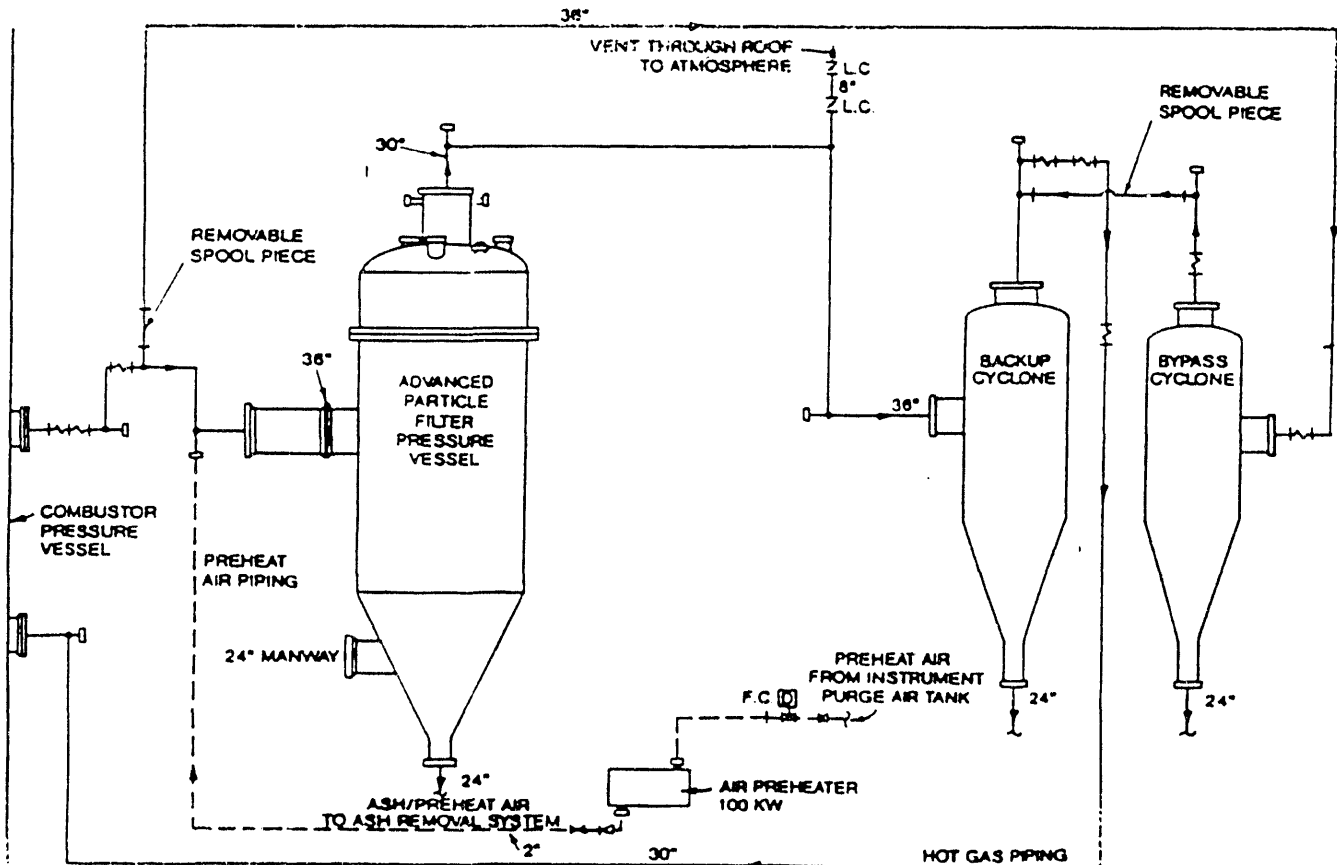 36"
VENT THROUGH ROOF
TO ATMOSPHERE
L.C
8"
L.C.
REMOVABLE
SPOOL PIECE
30"
REMOVABLE
SPOOL PIECE
36"
ADVANCED
PARTICLE
FILTER
PRESSURE
VESSEL
BACKUP
CYCLONE
BYPASS
CYCLONE
36"
COMBUSTOR
PRESSURE
VESSEL
PREHEAT
AIR PIPING
24" MANWAY
PREHEAT AIR
FROM INSTRUMENT
PURGE AIR TANK
F.C
24"
24"
24"
AIR PREHEATER
100 KW
ASH/PREHEAT AIR
TO ASH REMOVAL SYSTEM
2"
30"
HOT GAS PIPING